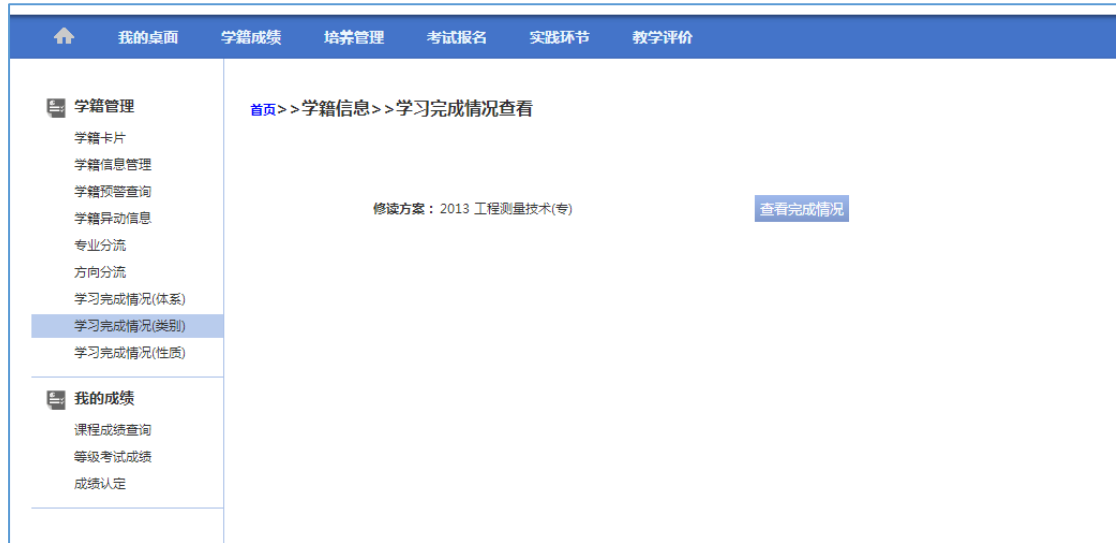 我的桌面 学籍成绩 培养管理 考试报名 实践环节 教学评价
学籍管理
学籍卡片
学籍信息管理
学籍预警查询
学籍异动信息
专业分流
方向分流
学习完成情况(体系)
学习完成情况(类别)
学习完成情况(性质)
我的成绩
课程成绩查询
等级考试成绩
成绩认定
首页>>学籍信息>>学习完成情况查看
修读方案：2013 工程测量技术(专) 查看完成情况